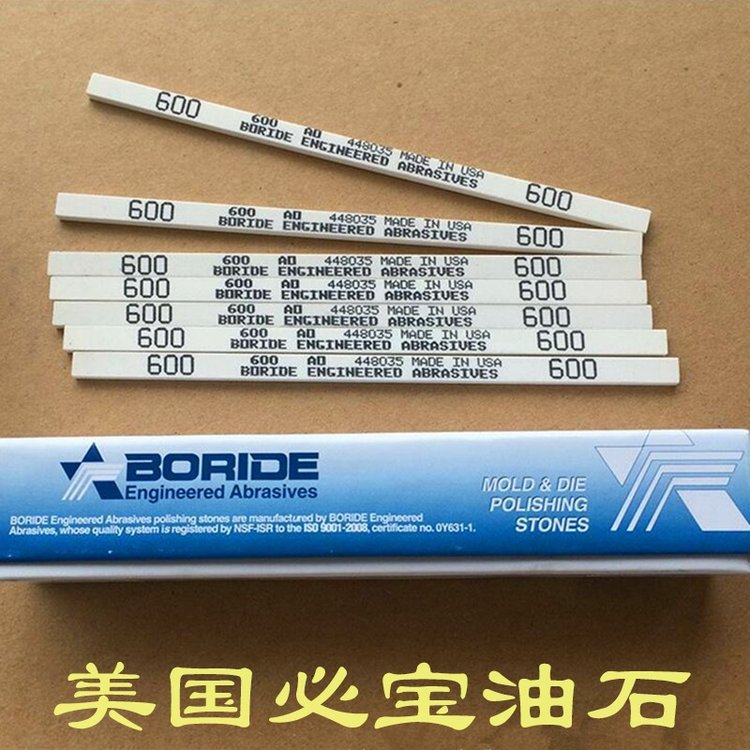 600 600 AO 448035 MADE IN USA 600
BORIDE ENGINEERED ABRASIVES
600 600 AO 448035 MADE IN USA 600
BORIDE ENGINEERED ABRASIVES
600 600 AO 448035 MADE IN USA 600
BORIDE ENGINEERED ABRASIVES
600 600 AO 448035 MADE IN USA 600
BORIDE ENGINEERED ABRASIVES
600 600 AO 448035 MADE IN USA 600
BORIDE ENGINEERED ABRASIVES
600 600 AO 448035 MADE IN USA 600
BORIDE ENGINEERED ABRASIVES
600 600 AO 448035 MADE IN USA 600
BORIDE ENGINEERED ABRASIVES
BORIDE
Engineered Abrasives
BORIDE Engineered Abrasives polishing stones are manufactured by BORIDE Engineered
Abrasives, whose quality system is registered by NSF-ISR to the ISO 9001-2008, certificate no. 0Y631-1.
MOLD & DIE
POLISHING
STONES
美国必宝油石